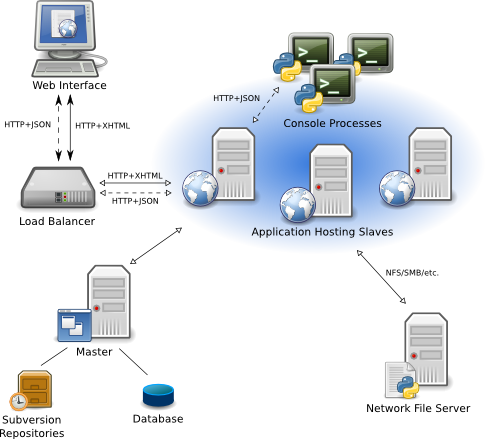 Web Interface
HTTP+JSON
HTTP+XHTML
HTTP+JSON
Console Processes
Load Balancer
HTTP+XHTML
HTTP+JSON
Application Hosting Slaves
NFS/SMB/etc.
Master
Network File Server
Subversion
Repositories
Database